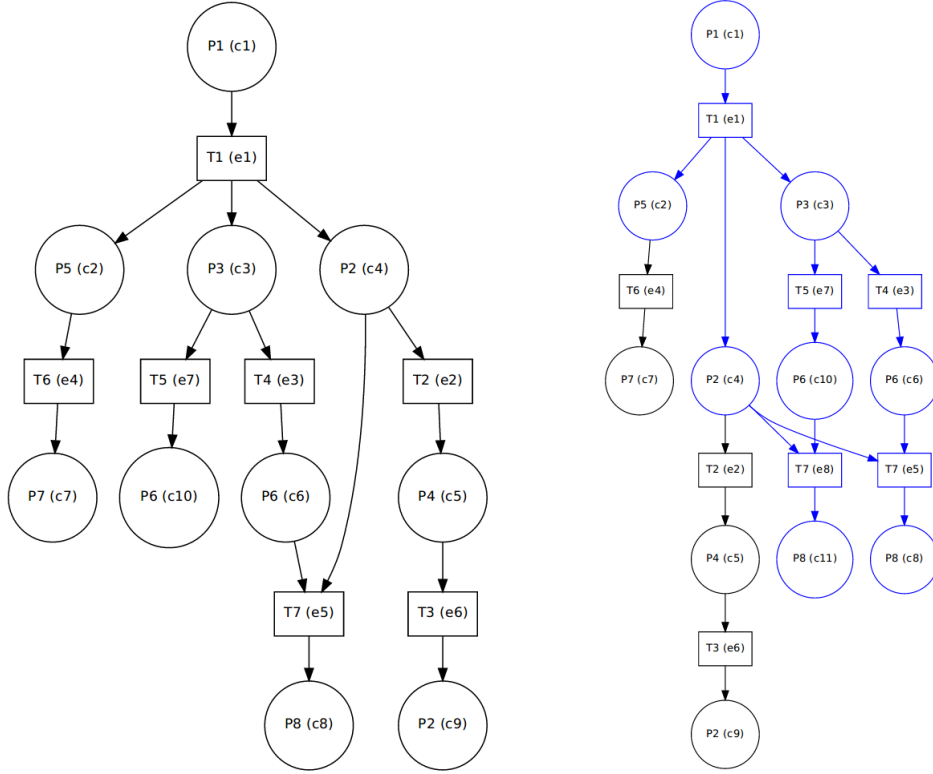 P1 (c1)
T1 (e1)
P5 (c2)
P3 (c3)
P2 (c4)
T6 (e4)
T5 (e7)
T4 (e3)
T2 (e2)
P7 (c7)
P6 (c10)
P6 (c6)
P4 (c5)
T7 (e5)
T3 (e6)
P8 (c8)
P2 (c9)
P1 (c1)
T1 (e1)
P5 (c2)
P3 (c3)
T6 (e4)
T5 (e7)
T4 (e3)
P7 (c7)
P2 (c4)
P6 (c10)
P6 (c6)
T2 (e2)
T7 (e8)
T7 (e5)
P4 (c5)
P8 (c11)
P8 (c8)
T3 (e6)
P2 (c9)